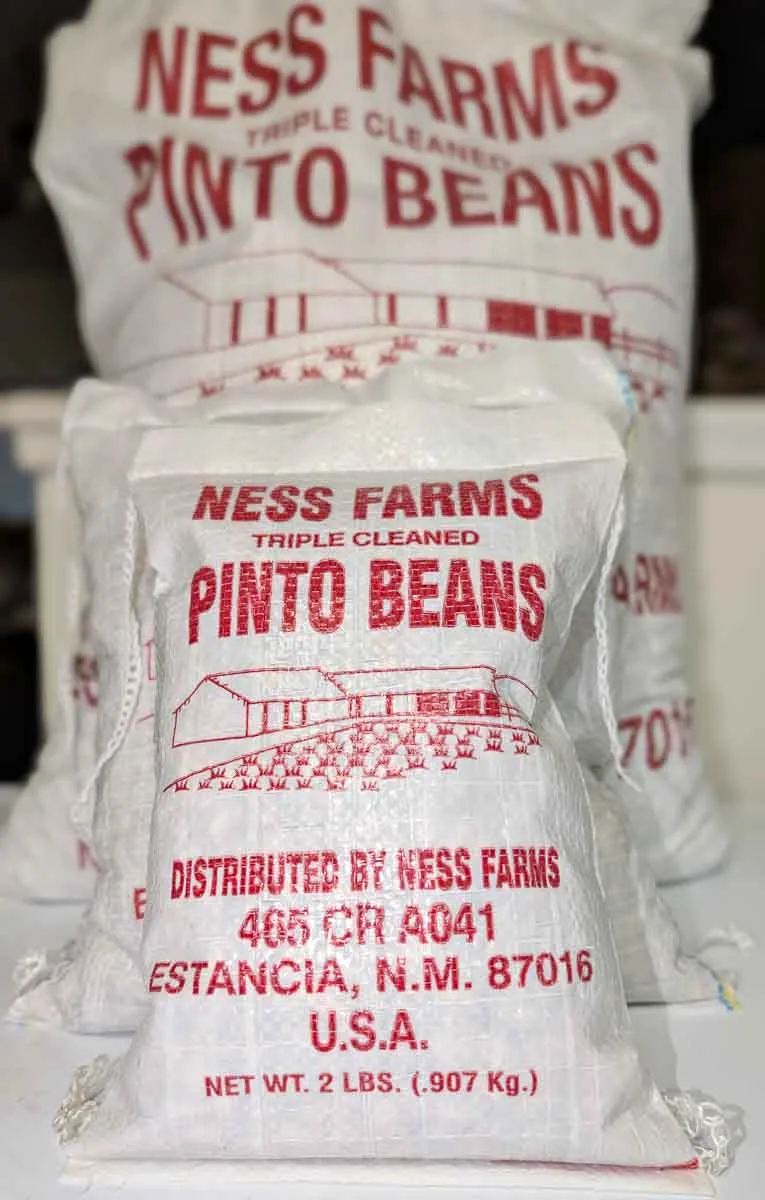 NESS FARMS
TRIPLE CLEANED
PINTO BEANS
NESS FARMS
TRIPLE CLEANED
PINTO BEANS
DISTRIBUTED BY NESS FARMS
465 CR A041
ESTANCIA, N.M. 87016
U.S.A.
NET WT. 2 LBS. (.907 Kg.)